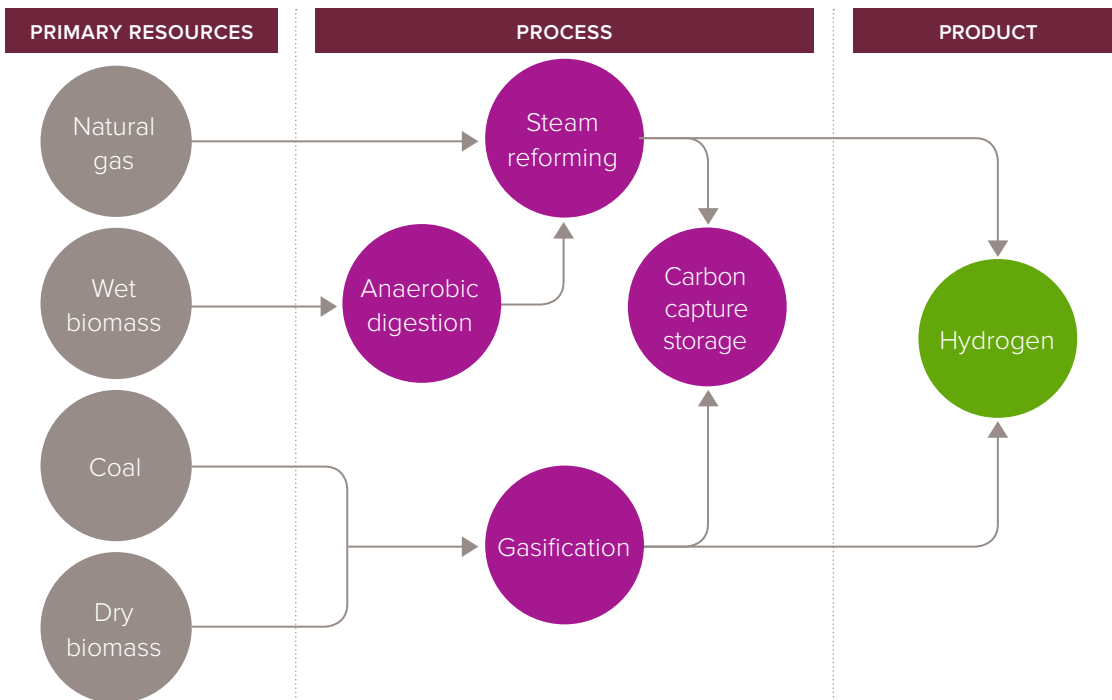 PRIMARY RESOURCES
PROCESS
PRODUCT
Natural
gas
Steam
reforming
Wet
biomass
Anaerobic
digestion
Carbon
capture
storage
Hydrogen
Coal
Gasification
Dry
biomass